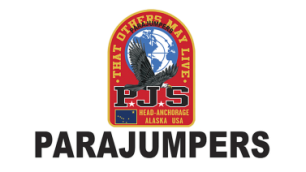 THAT OTHERS MAY LIVE
PJS
HEAD-ANCHORAGE
ALASKA USA
PARAJUMPERS